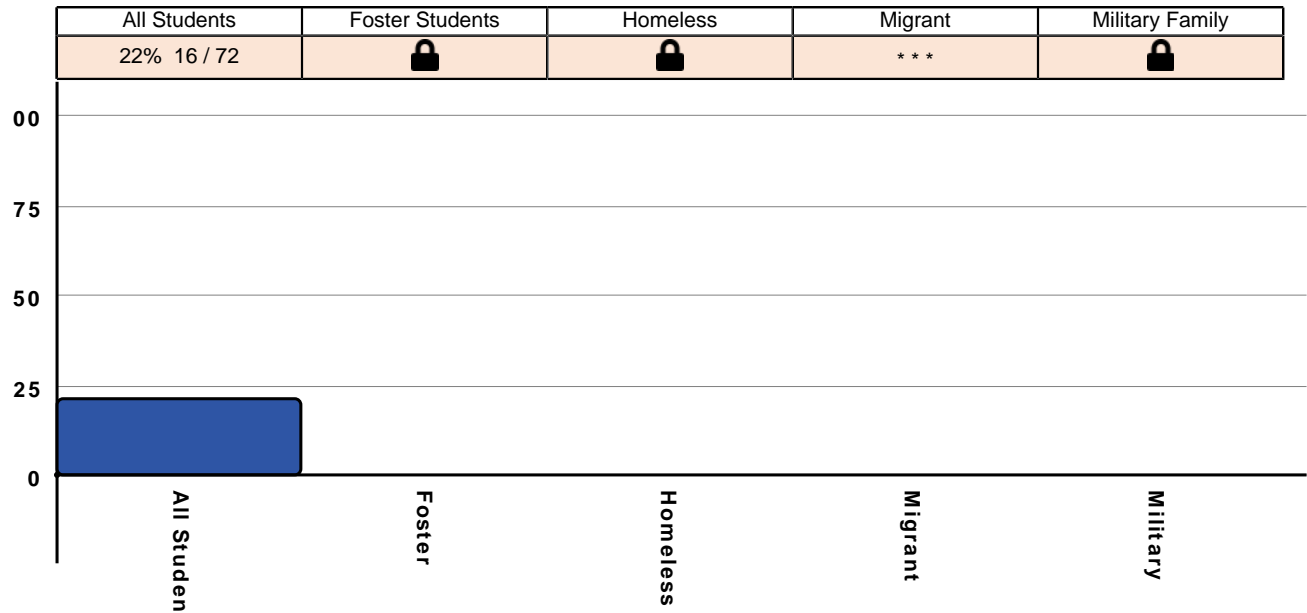 All Students Foster Students Homeless Migrant Military Family
22% 16 / 72 * * *
00
75
50
25
0
All Studen
Foster
Homeless
Migrant
Military